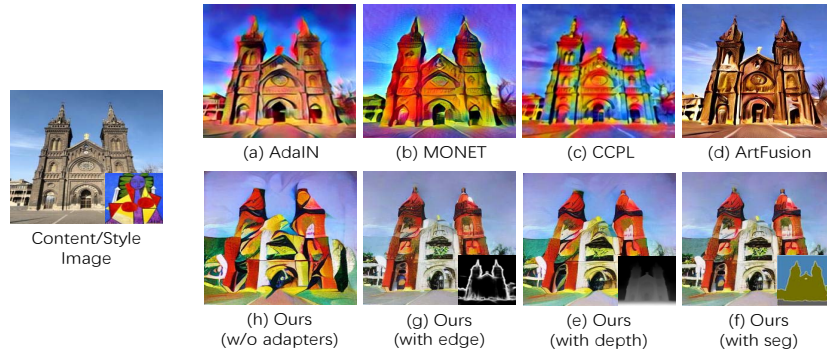 (a) AdaIN
(b) MONET
(c) CCPL
(d) ArtFusion
Content/Style
Image
(h) Ours
(w/o adapters)
(g) Ours
(with edge)
(e) Ours
(with depth)
(f) Ours
(with seg)